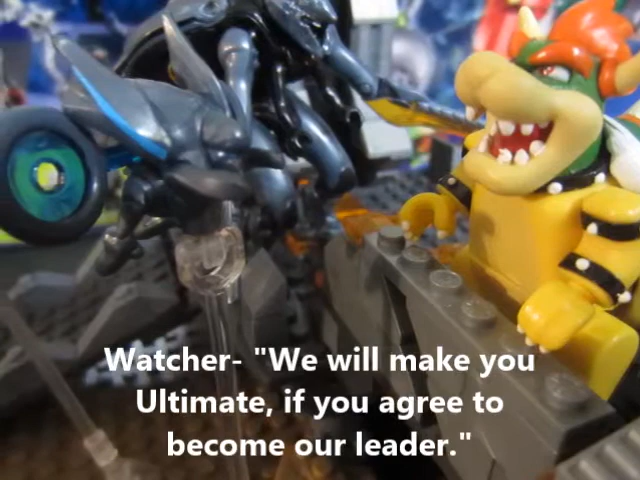 Watcher- "We will make you
Ultimate, if you agree to
become our leader."